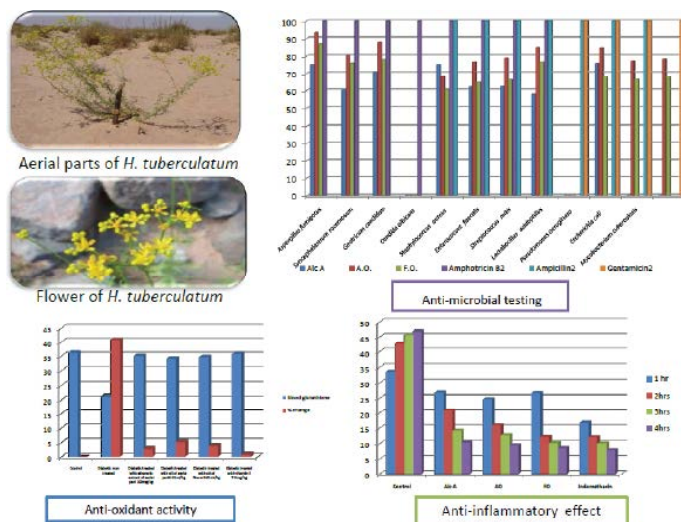 Aerial parts of H. tuberculatum
Flower of H. tuberculatum
100
90
80
70
60
50
40
30
20
10
0
Aspergillus fumigatus
Geotricum candidum
Candida albicans
Staphylococcus aureus
Enterococcus faecalis
Escherichia coli
Mycobacterium tuberculosis
Alc.A A.O. F.O. Amphotricin B2 Ampicillin2 Gentamicin2
Anti-microbial testing
45
40
35
30
25
20
15
10
5
0
Control
Blood glutathione
% change
Anti-oxidant activity
50
45
40
35
30
25
20
15
10
5
0
Control Alc-A AO FO Indomethacin
1 hr
2hrs
3hrs
4hrs
Anti-inflammatory effect